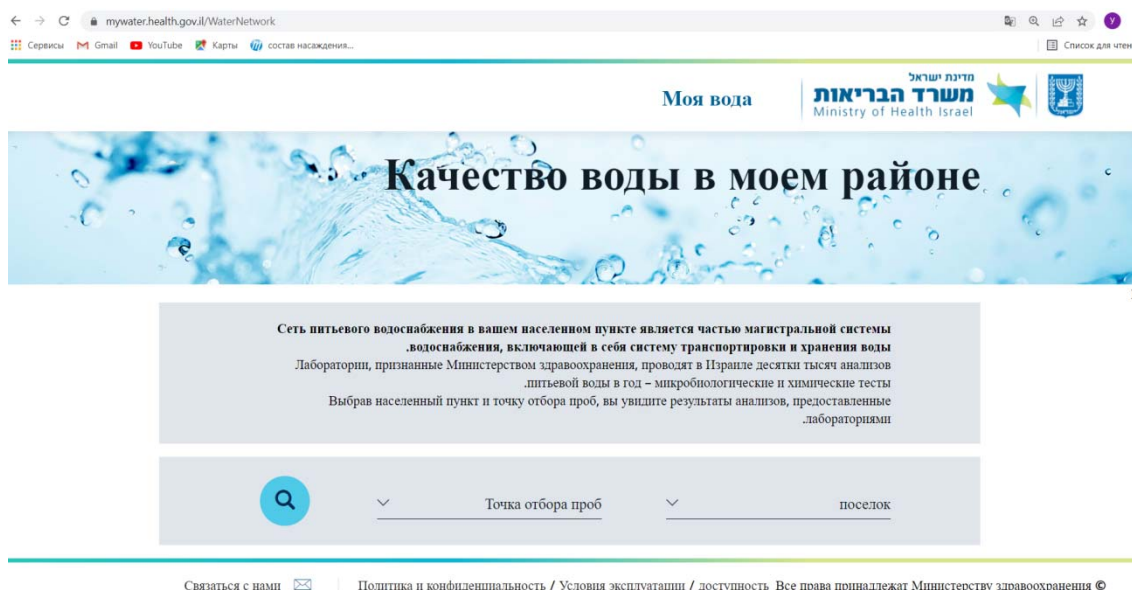 mywater.health.gov.il/WaterNetwork
У
Сервисы Gmail YouTube Карты состав насаждения...
Список для чтен
Моя вода
מדינת ישראל
משרד הבריאות
Ministry of Health Israel
Качество воды в моем районе
Сеть питьевого водоснабжения в вашем населенном пункте является частью магистральной системы
.водоснабжения, включающей в себя систему транспортировки и хранения воды
Лаборатории, признанные Министерством здравоохранения, проводят в Израиле десятки тысяч анализов
.питьевой воды в год – микробиологические и химические тесты
Выбрав населенный пункт и точку отбора проб, вы увидите результаты анализов, предоставленные
.лабораториями
Точка отбора проб
поселок
Связаться с нами
Политика и конфиденциальность / Условия эксплуатации / доступность Все права принадлежат Министерству здравоохранения ©